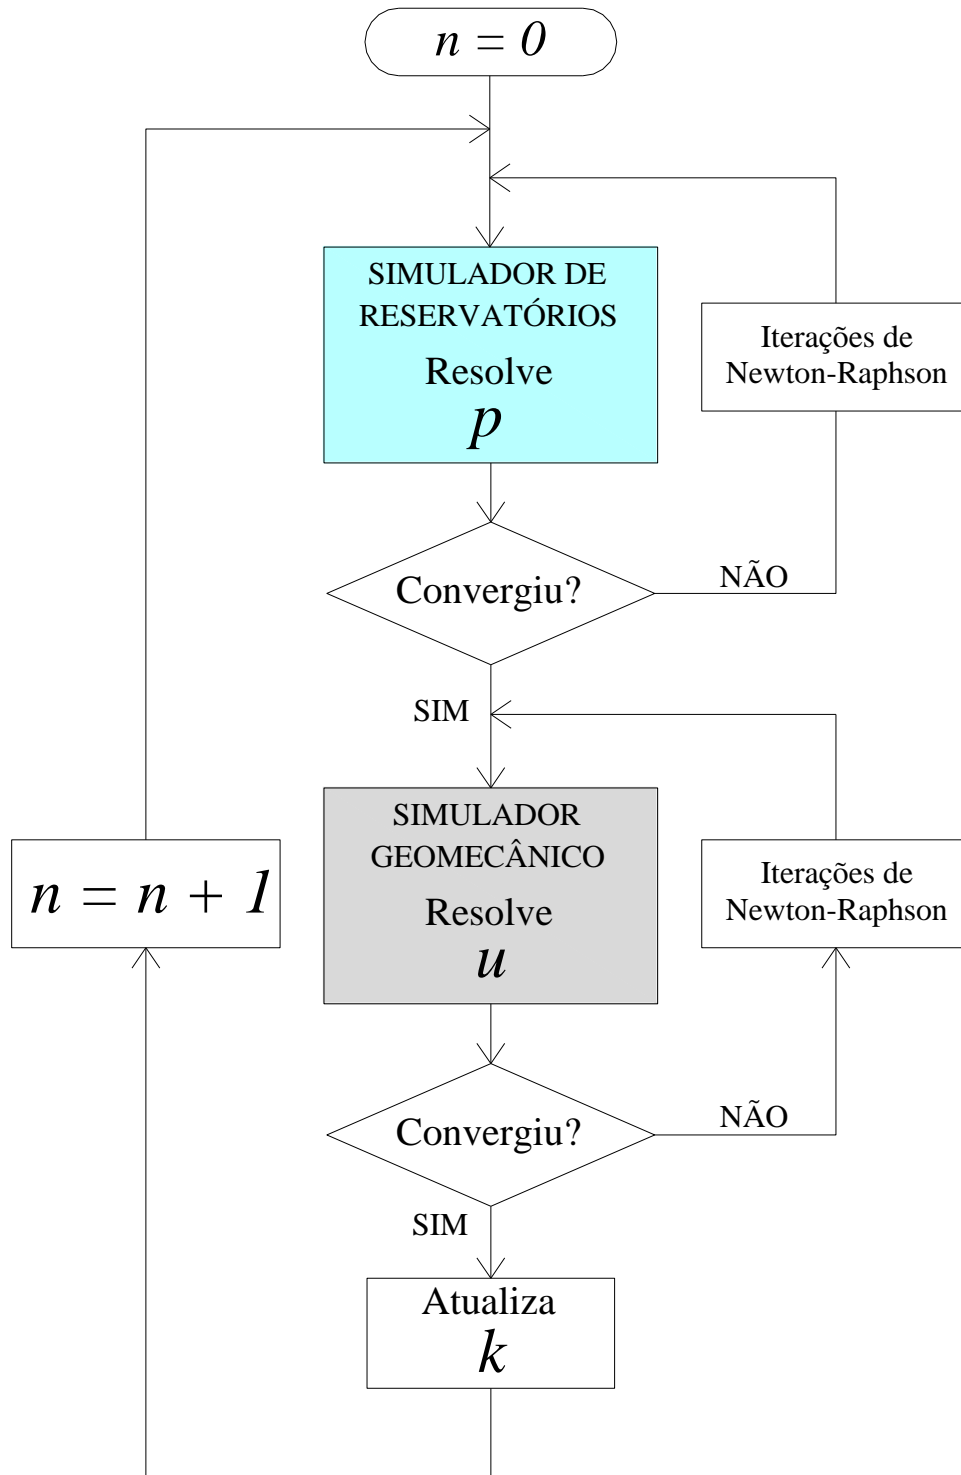 n = 0
SIMULADOR DE
RESERVATÓRIOS
Resolve
p
Iterações de
Newton-Raphson
Convergiu?
NÃO
SIM
SIMULADOR
GEOMECÂNICO
Resolve
u
Iterações de
Newton-Raphson
n = n + 1
Convergiu?
NÃO
SIM
Atualiza
k